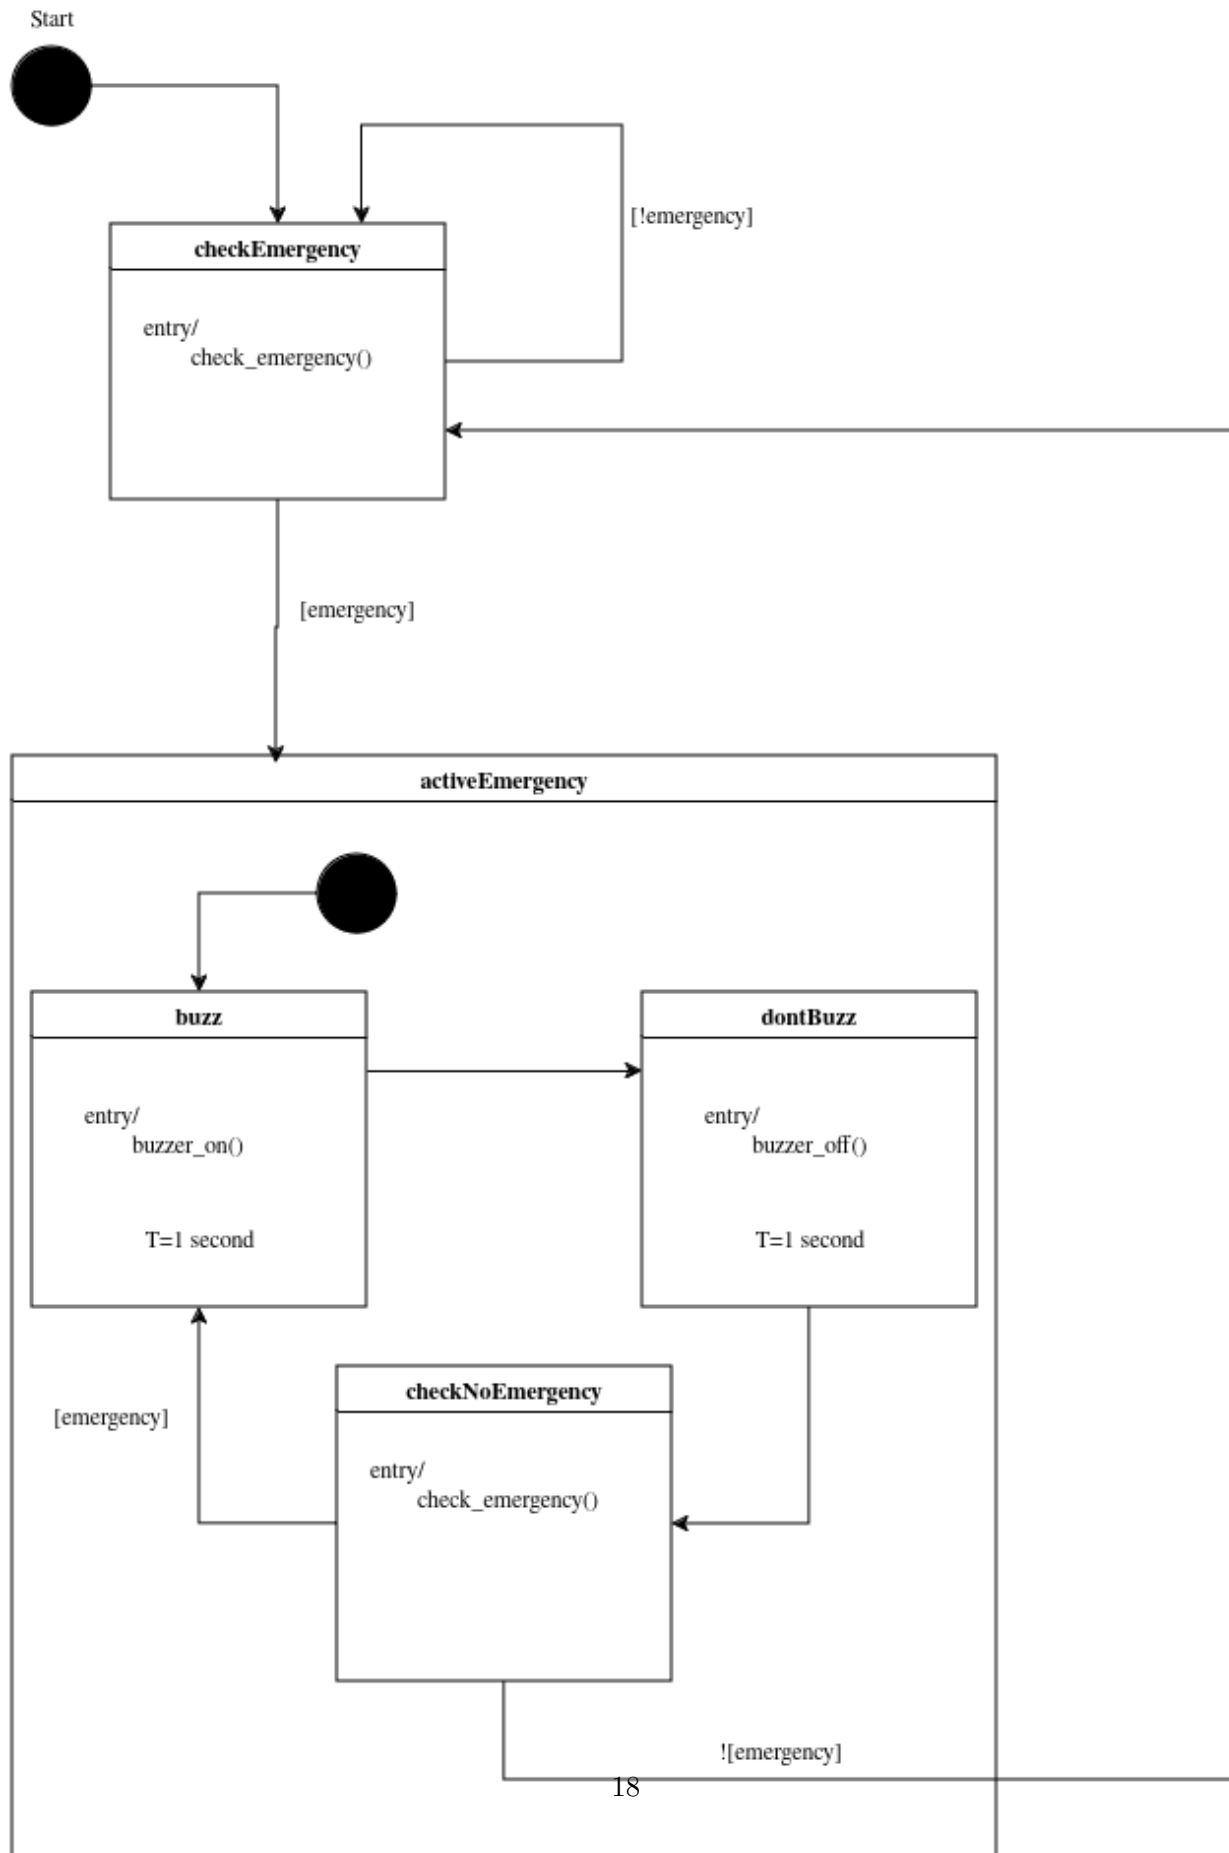 Start
[!emergency]
checkEmergency
entry/
check_emergency()
[emergency]
activeEmergency
buzz
entry/
buzzer_on()
T=1 second
dontBuzz
entry/
buzzer_off()
T=1 second
checkNoEmergency
[emergency]
entry/
check_emergency()
![emergency]
18